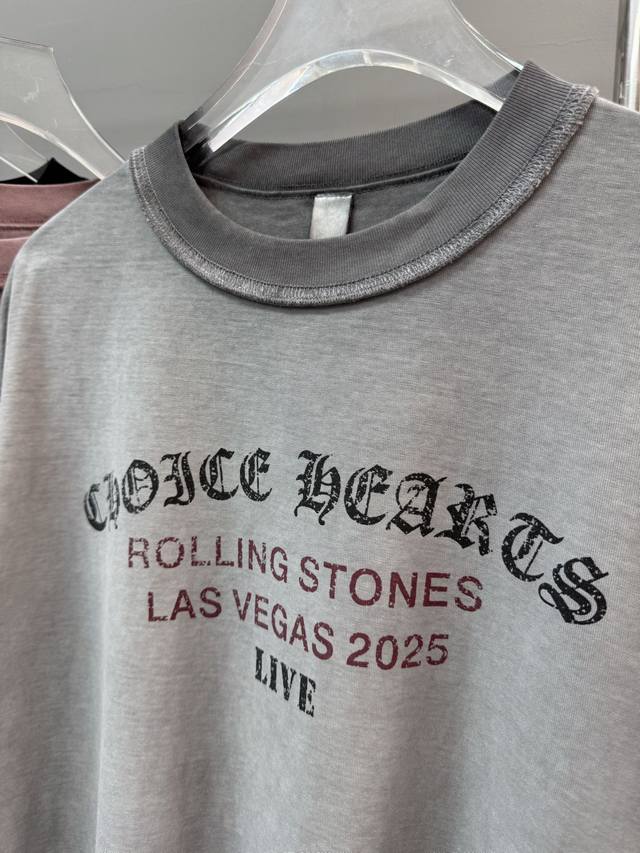 CHOICE HEARTS
ROLLING STONES
LAS VEGAS 2025
LIVE